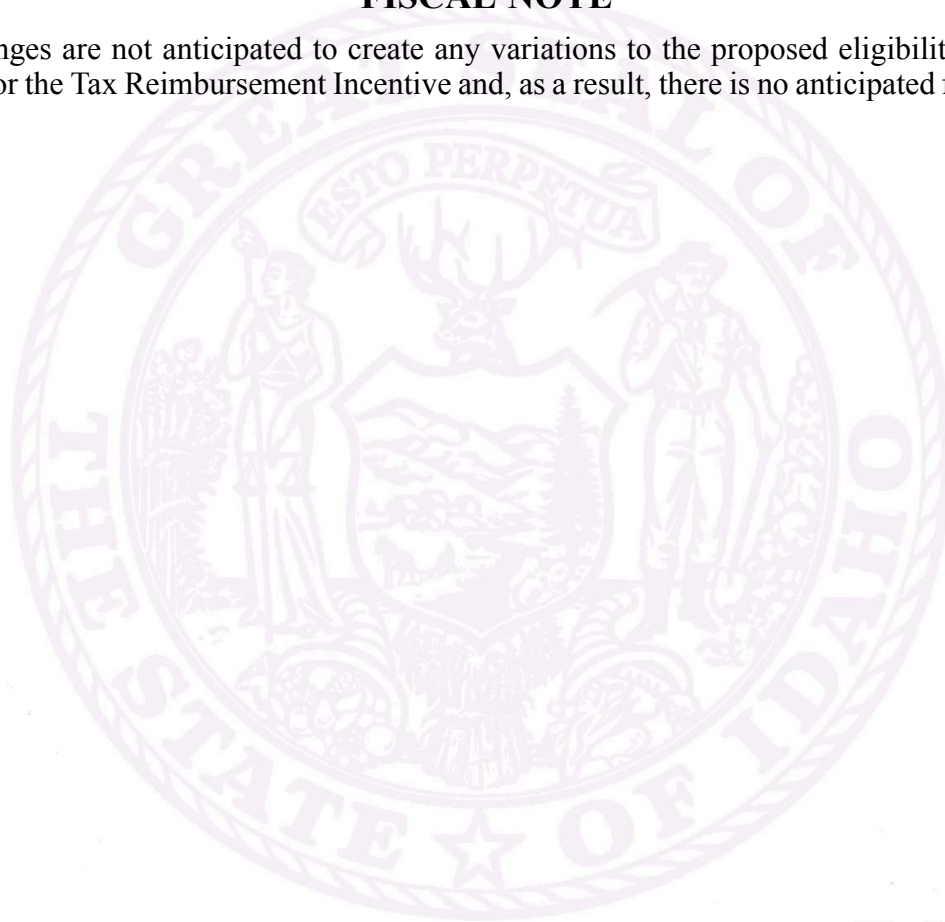 FISCAL NOTE
nges are not anticipated to create any variations to the proposed eligibilit
or the Tax Reimbursement Incentive and, as a result, there is no anticipated
GREAT SEAL OF
ESTO PERPETUA
THE STATE OF IDAHO